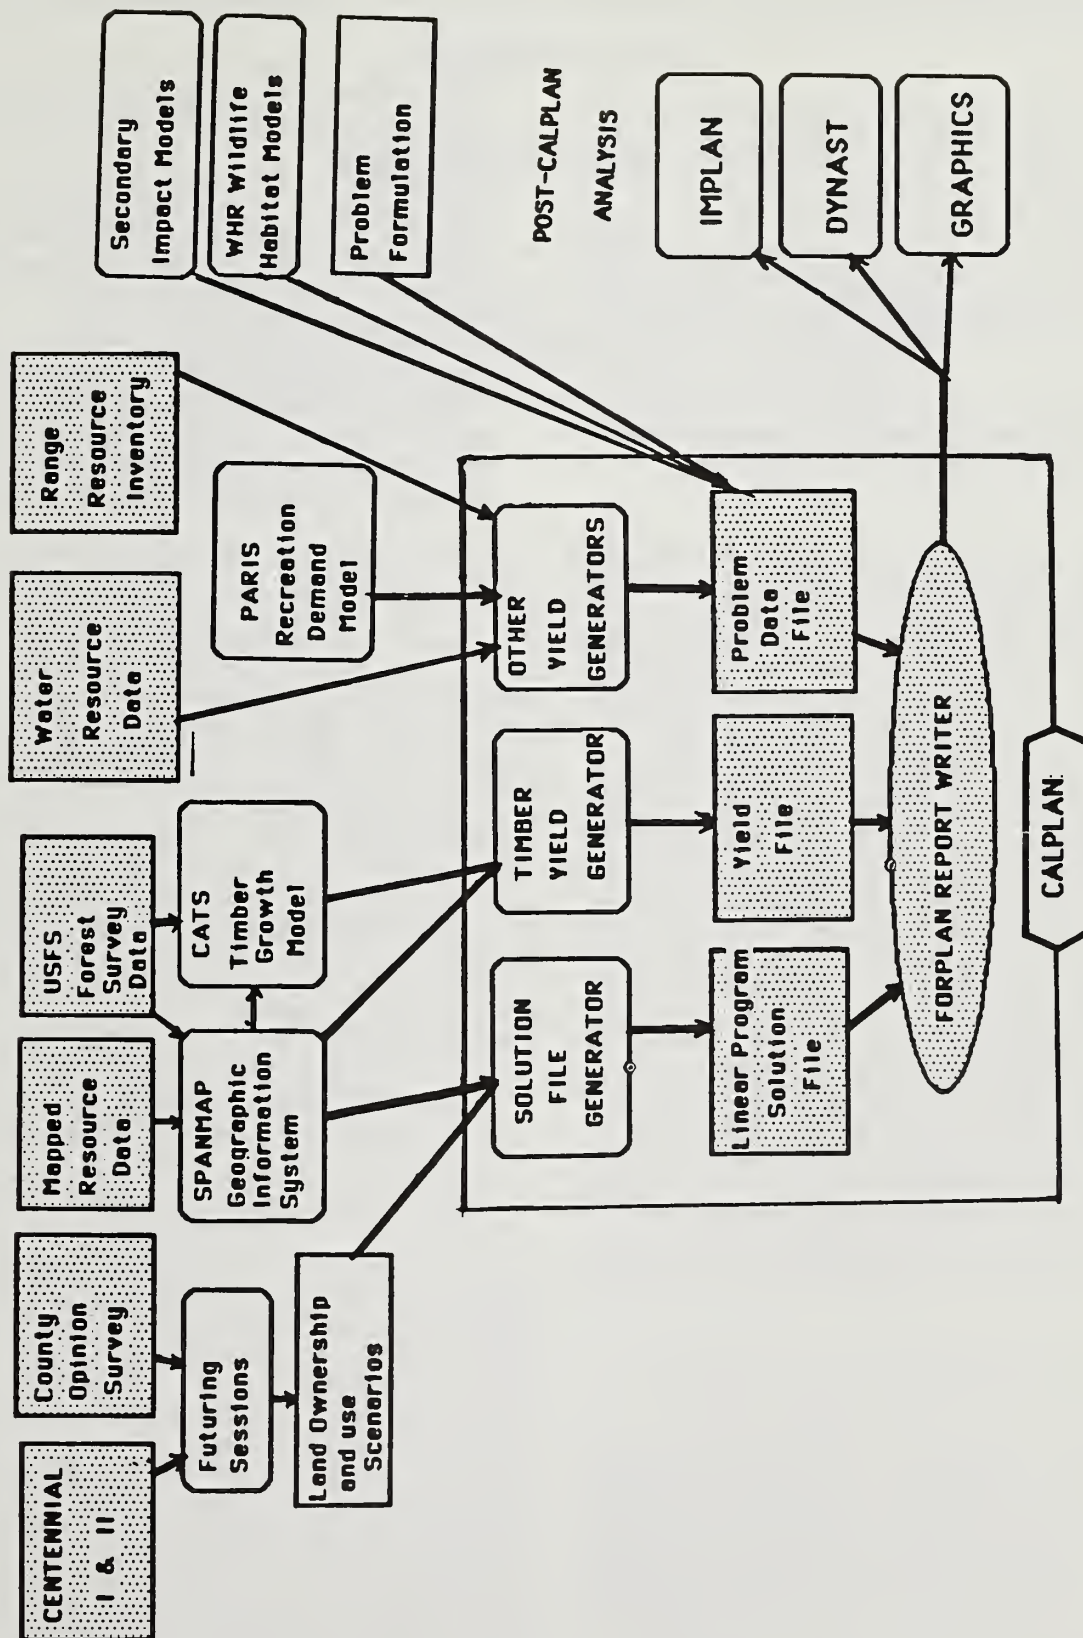 CENTENNIAL
I & II
County
Opinion
Survey
Mapped
Resource
Data
USFS
Forest
Survey
Data
Water
Resource
Data
Range
Resource
Inventory
Secondary
Impact Models
WHR Wildlife
Habitat Models
Problem
Formulation
Futuring
Sessions
SPANMAP
Geographic
Information
System
CATS
Timber
Growth
Model
PARIS
Recreation
Demand
Model
Land Ownership
and use
Scenarios
SOLUTION
FILE
GENERATOR
TIMBER
YIELD
GENERATOR
OTHER
YIELD
GENERATORS
Linear Program
Solution
File
Yield
File
Problem
Data
File
FORPLAN REPORT WRITER
CALPLAN
POST-CALPLAN
ANALYSIS
IMPLAN
DYNAST
GRAPHICS